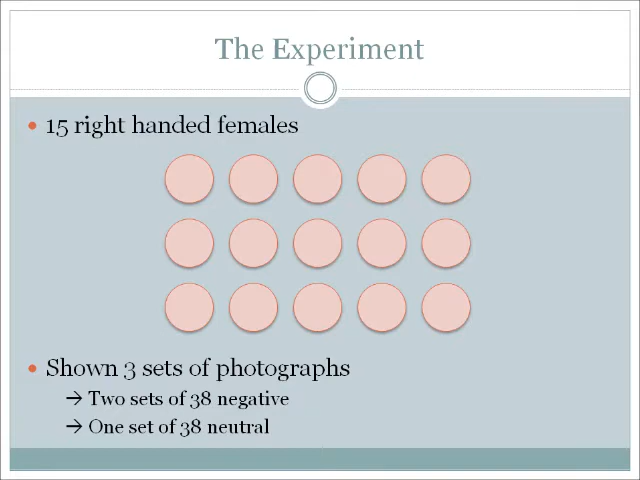 The Experiment
• 15 right handed females
• Shown 3 sets of photographs
→ Two sets of 38 negative
→ One set of 38 neutral